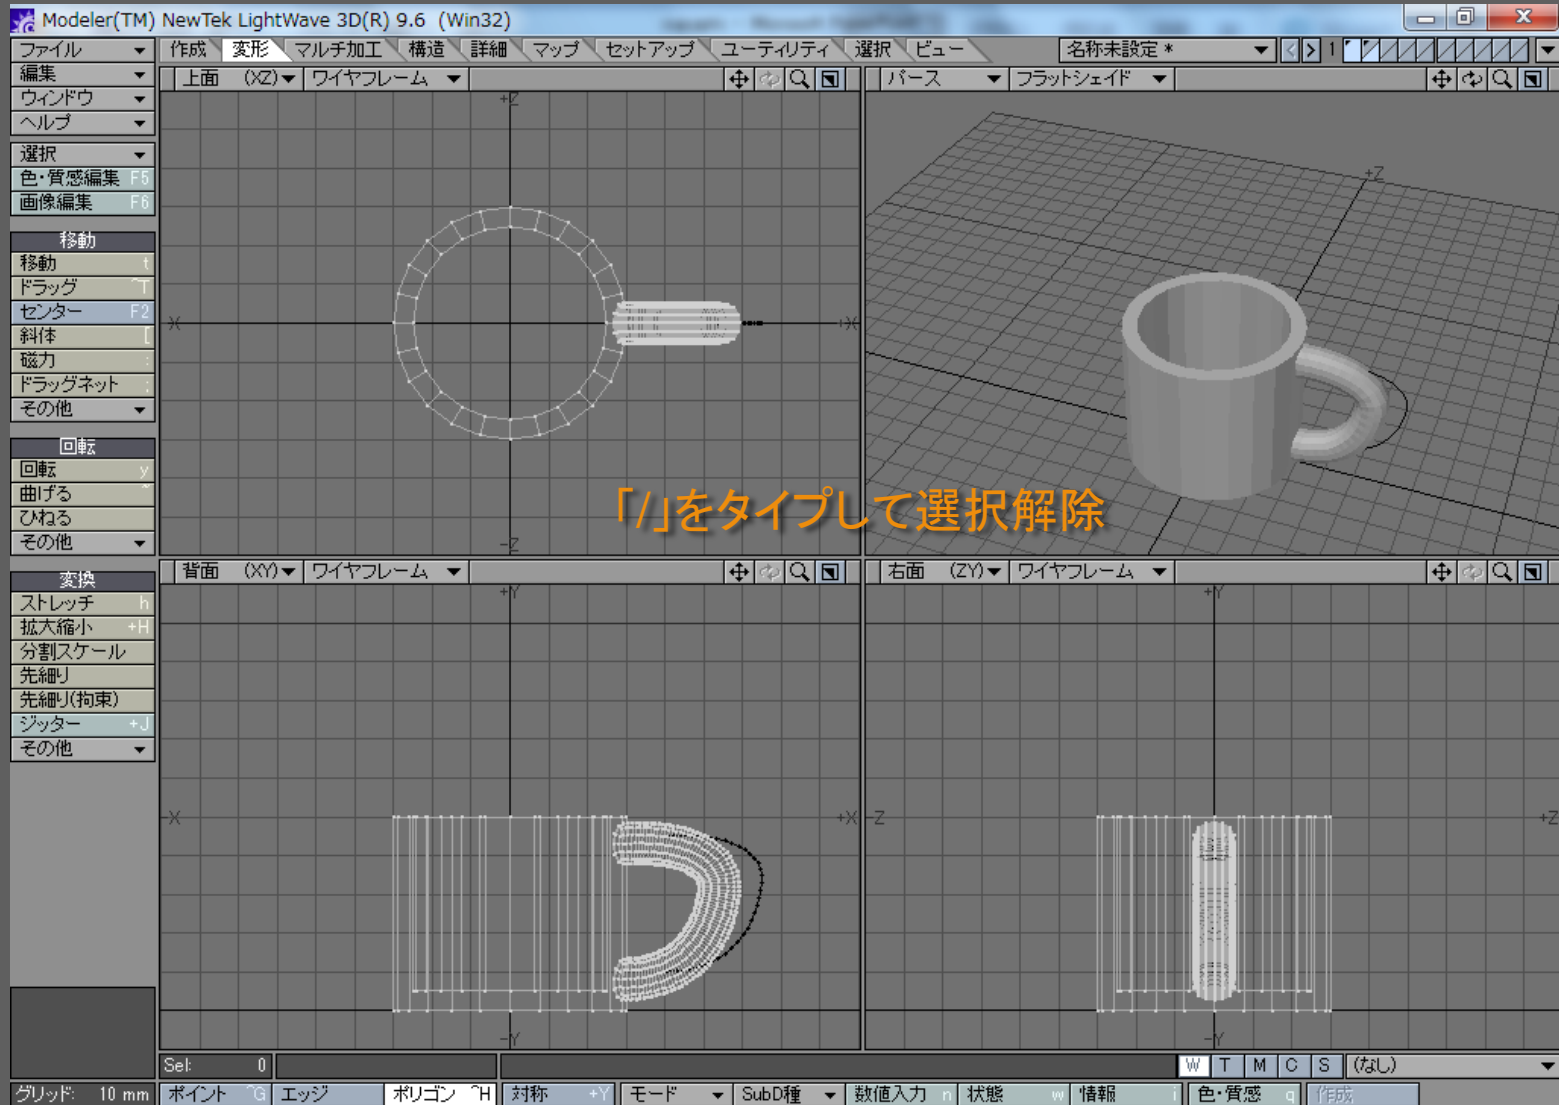 Modeler(TM) NewTek LightWave 3D(R) 9.6 (Win32)
ファイル 作成 変形 マルチ加工 構造 詳細 マップ セットアップ ユーティリティ 選択 ビュー 名称未設定 * < > 1
編集 上面 (XZ) ワイヤフレーム パース フラットシェイド
ウィンドウ
ヘルプ
選択
色・質感編集 F5
画像編集 F6
移動
移動 t
ドラッグ ^T
センター F2
斜体 [
磁力 :
ドラッグネット ;
その他
回転
回転 y
曲げる ~
ひねる
その他
+Z
-X +X
-Z
+Z
「/」をタイプして選択解除
変換 背面 (XY) ワイヤフレーム 右面 (ZY) ワイヤフレーム
ストレッチ h
拡大縮小 +H
分割スケール
先細り
先細り(拘束)
ジッター +J
その他
+Y +Y
-X +X -Z +Z
-Y -Y
Sel: 0 W T M C S (なし)
グリッド: 10 mm ポイント ^G エッジ ポリゴン ^H 対称 +Y モード SubD種 数値入力 n 状態 w 情報 i 色・質感 q 作成